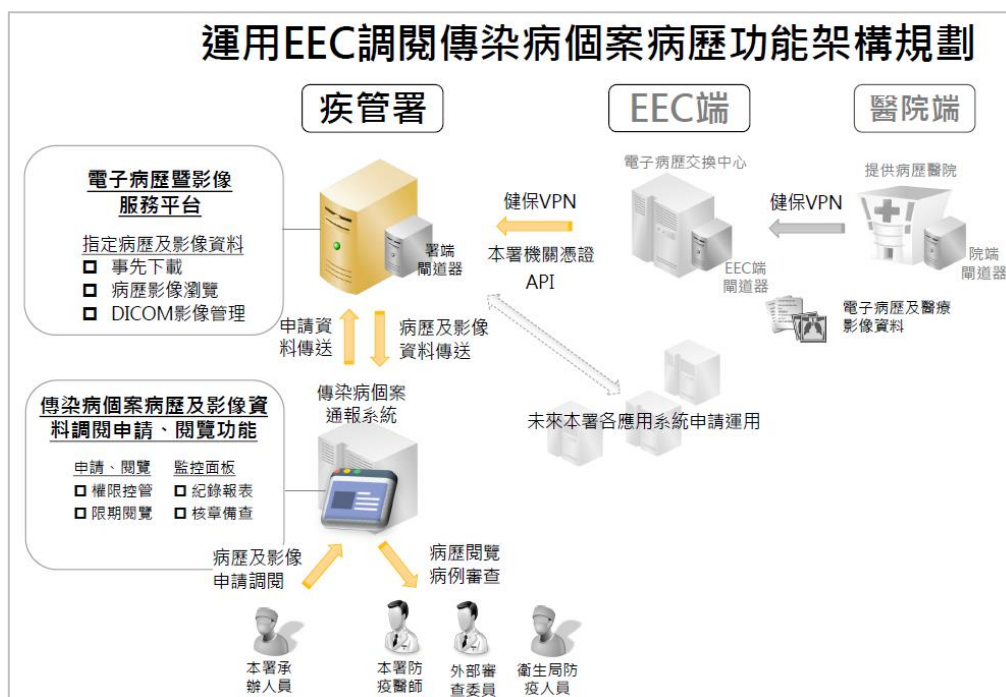 運用EEC調閱傳染病個案病歷功能架構規劃
疾管署
EEC端
醫院端
電子病歷暨影像
服務平台
指定病歷及影像資料
事先下載
病歷影像瀏覽
DICOM影像管理
署端
閘道器
健保VPN
本署機關憑證
API
電子病歷交換中心
EEC端
閘道器
健保VPN
提供病歷醫院
院端
閘道器
電子病歷及醫療
影像資料
申請資
料傳送
病歷及影像
資料傳送
傳染病個案
通報系統
未來本署各應用系統申請運用
傳染病個案病歷及影像資
料調閱申請、閱覽功能
申請、閱覽
權限控管
限期閱覽
監控面板
紀錄報表
核章備查
病歷及影像
申請調閱
病歷閱覽
病例審查
本署承
辦人員
本署防
疫醫師
外部審
查委員
衛生局防
疫人員